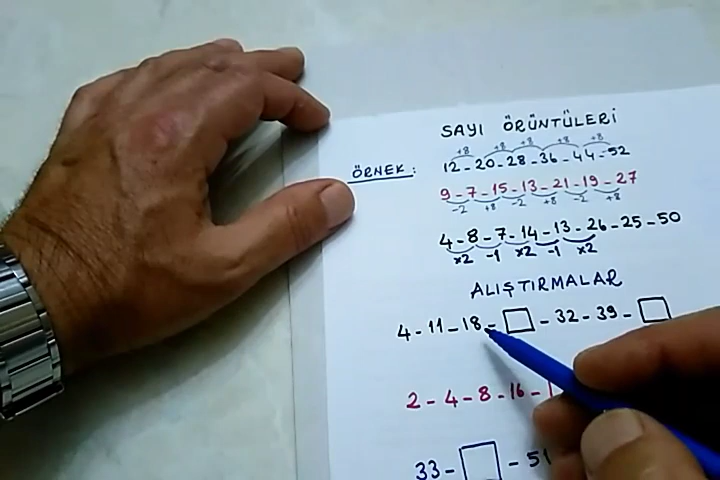 SAYI ÖRÜNTÜLERİ
+8 +8 +8 +8 +8
ÖRNEK: 12-20-28-36-44-52
9-7-15-13-21-19-27
-2 +8 -2 +8 -2 +8
4-8-7-14-13-26-25-50
x2 -1 x2 -1 x2
ALIŞTIRMALAR
4-11-18-□-32-39-□
2-4-8-16-
33-□-